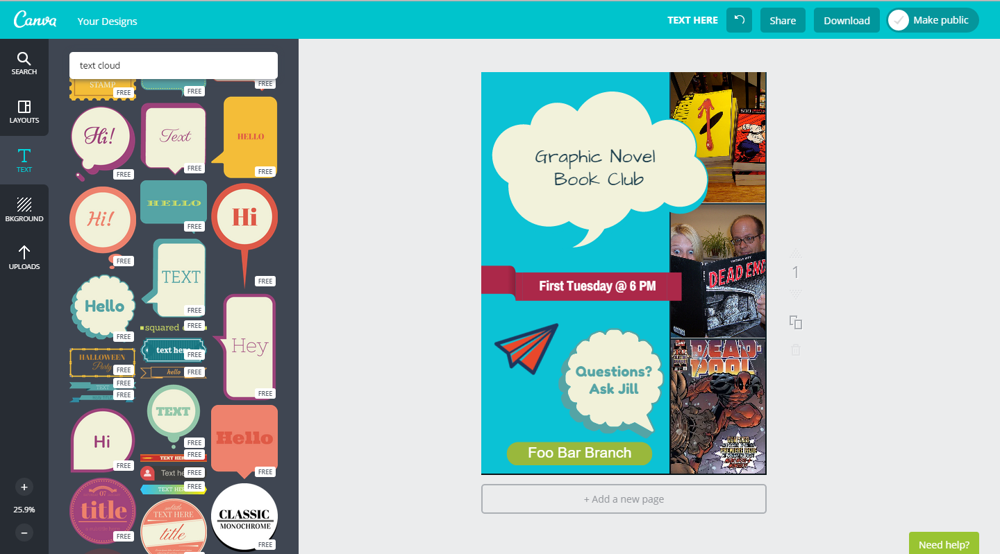 Canva
Your Designs
TEXT HERE
Share
Download
Make public
SEARCH
LAYOUTS
TEXT
BKGROUND
UPLOADS
25.9%
text cloud
STAMP
FREE
FREE
FREE
Hi!
FREE
Text
FREE
HELLO
FREE
Hi!
FREE
HELLO
FREE
Hi
FREE
TEXT
FREE
Hello
FREE
squared
FREE
Hey
FREE
text her
FREE
HALLOWEEN
Party
FREE
hello
FREE
TEXT
FREE
FREE
TEXT
FREE
Hi
FREE
Hello
FREE
TEXT HER
FREE
Text he
FREE
TEXT HER
FREE
07
title
FREE
subtitle
TEXT HERE
title
CLASSIC
MONOCHROME
FREE
Graphic Novel
Book Club
First Tuesday @ 6 PM
Questions?
Ask Jill
Foo Bar Branch
DEAD END
DEAD-
POOL
1
+ Add a new page
Need help?